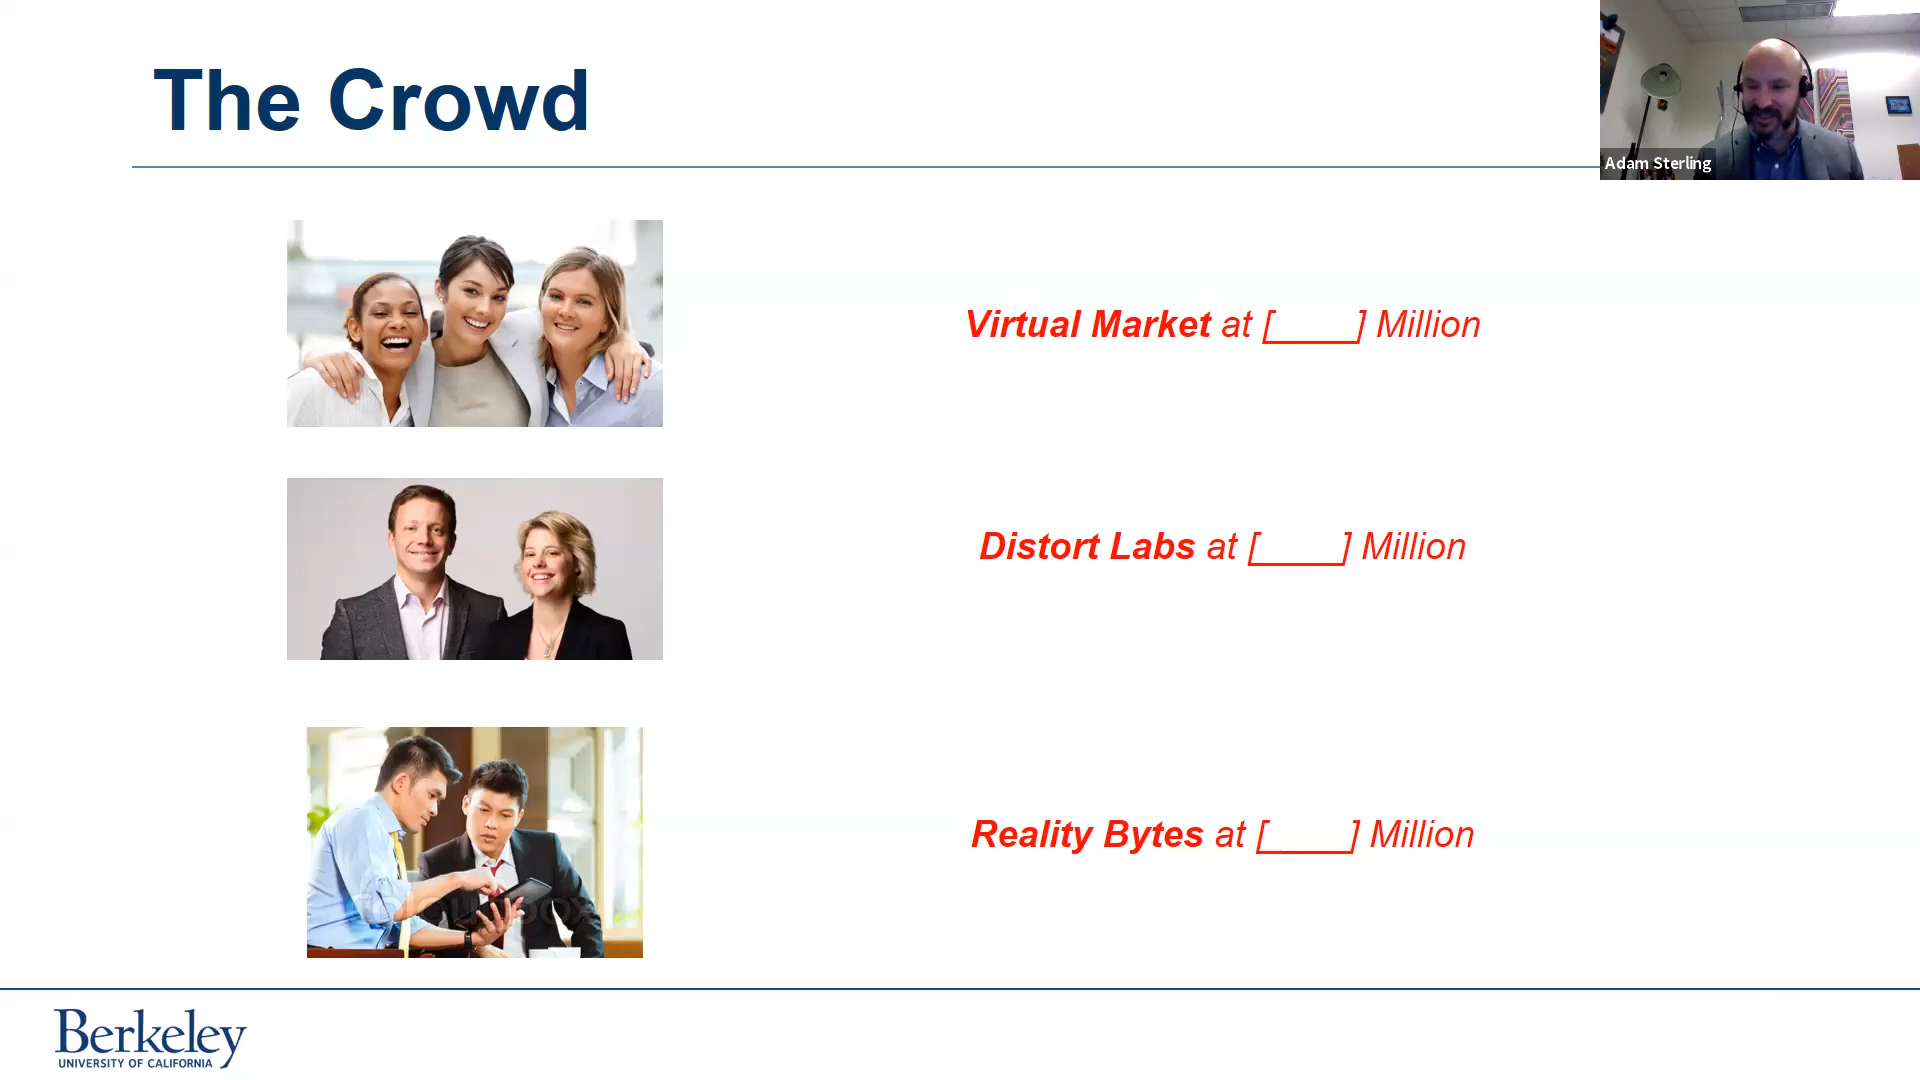 The Crowd
Adam Sterling
Virtual Market at [____] Million
Distort Labs at [____] Million
Reality Bytes at [____] Million
Berkeley
UNIVERSITY OF CALIFORNIA